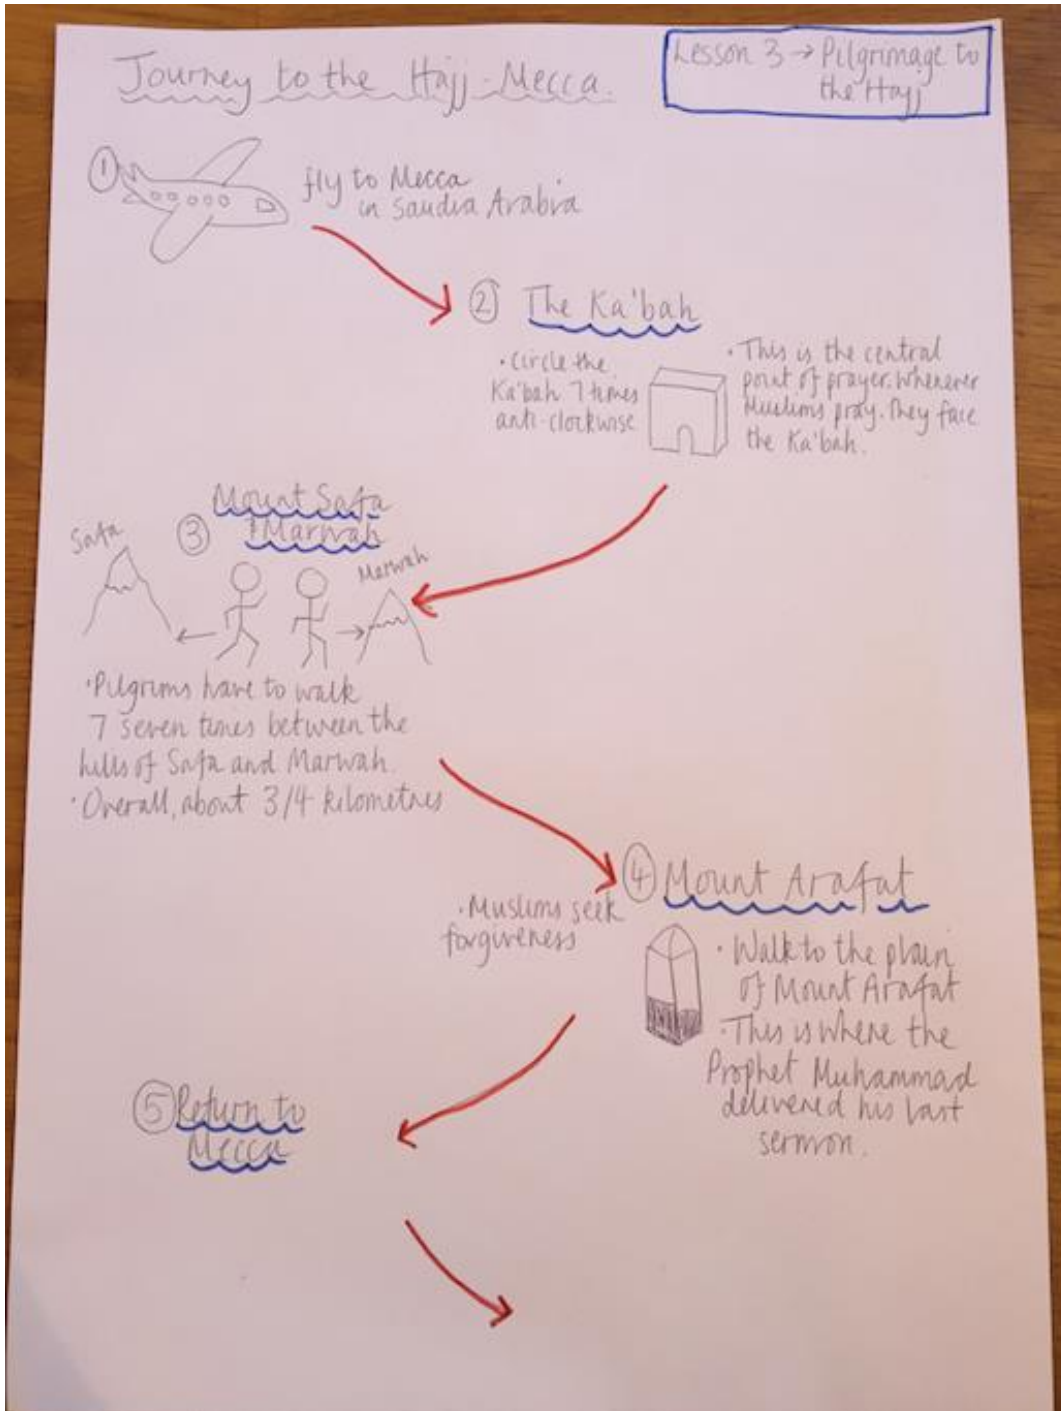 Journey to the Hajj - Mecca.
Lesson 3 → Pilgrimage to
the Hajj
1
fly to Mecca
in Saudia Arabia
2 The Ka'bah
· Circle the
Ka'bah 7 times
anti-clockwise
· This is the central
point of prayer. Whenever
Muslims pray. They face
the Ka'bah.
3 Mount Safa
& Marwah
Safa
Marwah
· Pilgrims have to walk
7 seven times between the
hills of Safa and Marwah.
· Overall, about 3/4 kilometres
4 Mount Arafat
· Muslims seek
forgiveness
· Walk to the plain
of Mount Arafat
· This is where the
Prophet Muhammad
delivered his last
sermon.
5 Return to
Mecca